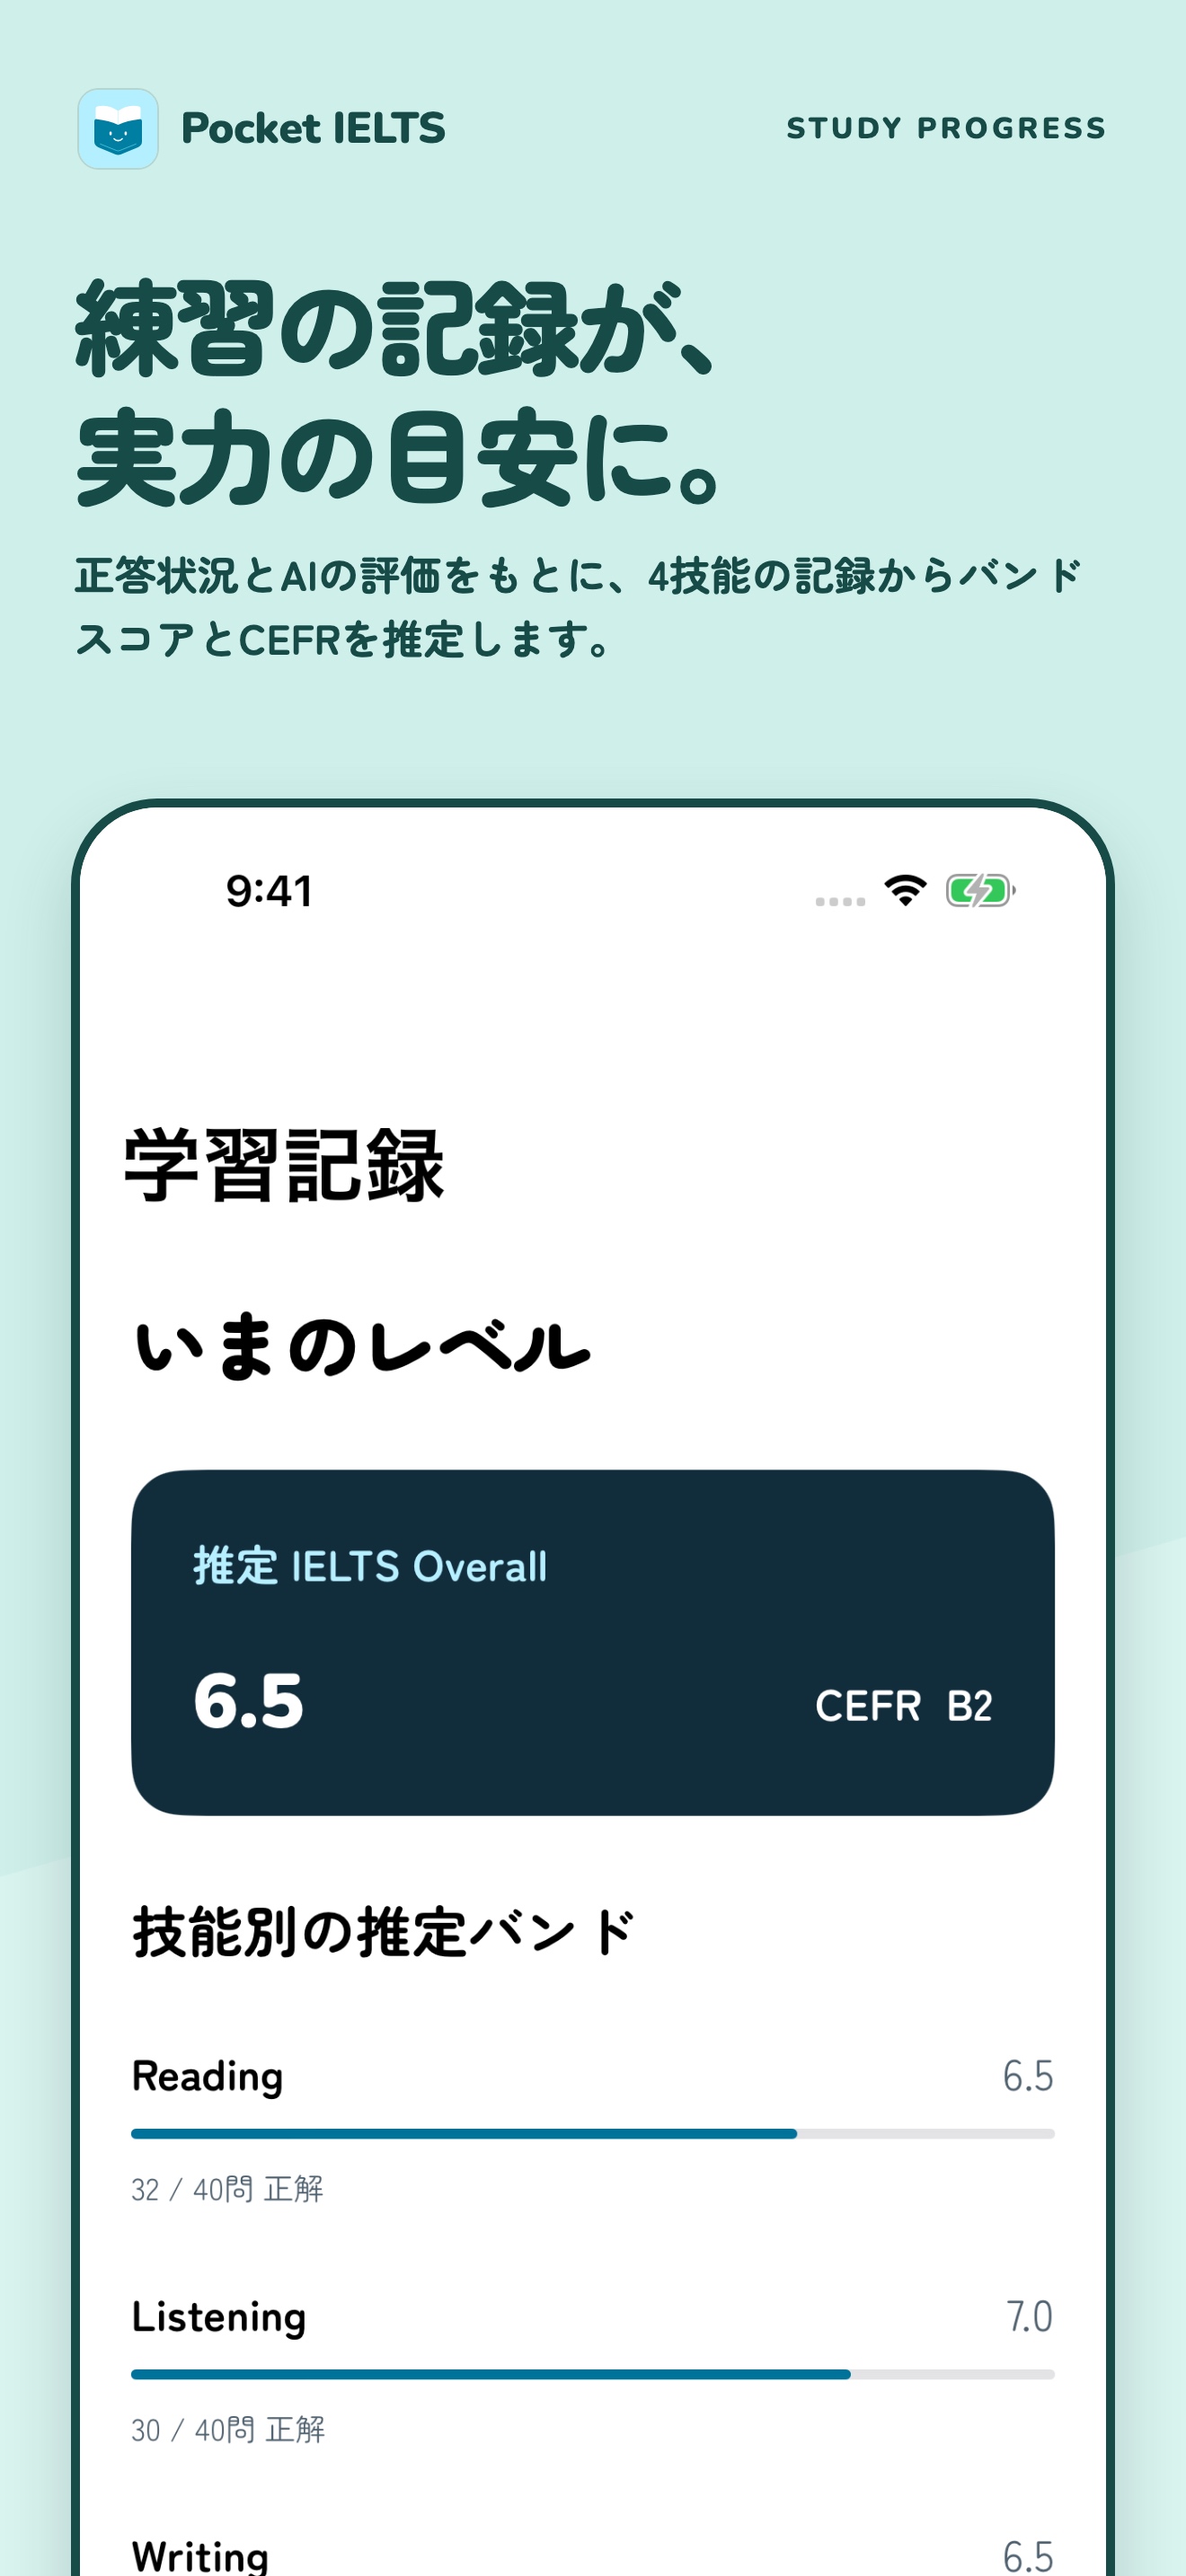 Pocket IELTS
STUDY PROGRESS
練習の記録が、
実力の目安に。
正答状況とAIの評価をもとに、4技能の記録からバンド
スコアとCEFRを推定します。
9:41
学習記録
いまのレベル
推定 IELTS Overall
6.5
CEFR B2
技能別の推定バンド
Reading
6.5
32 / 40問 正解
Listening
7.0
30 / 40問 正解
Writing
6.5